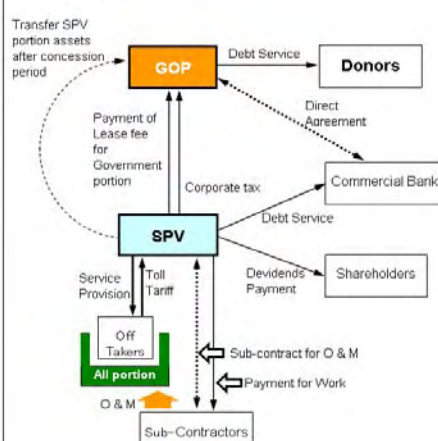 Transfer SPV
portion assets
after concession
period
GOP
Debt Service
Donors
Direct
Agreement
Payment of
Lease fee
for
Government
portion
Corporate tax
Commercial Bank
Debt Service
SPV
Dividends
Payment
Shareholders
Service
Provision
Toll
Tariff
Off
Takers
All portion
Sub-contract for O & M
Payment for Work
O & M
Sub-Contractors